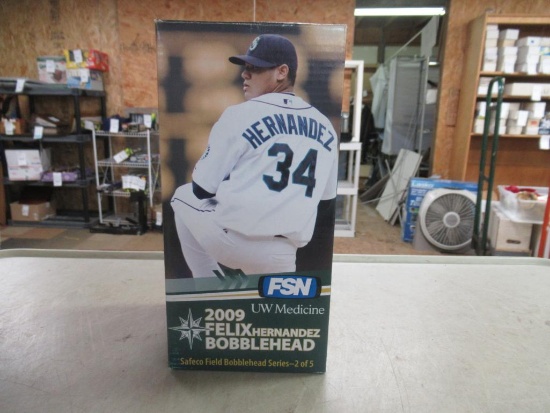 HERNANDEZ
34
FSN
UW Medicine
2009
FELIX HERNANDEZ
BOBBLEHEAD
Safeco Field Bobblehead Series-2 of 5